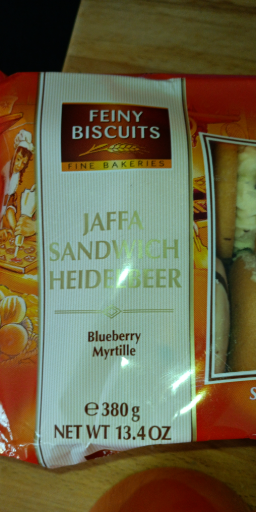 FEINY
BISCUITS
FINE BAKERIES
JAFFA
SANDWICH
HEIDELBEER
Blueberry
Myrtille
℮380 g
NET WT 13.4 OZ